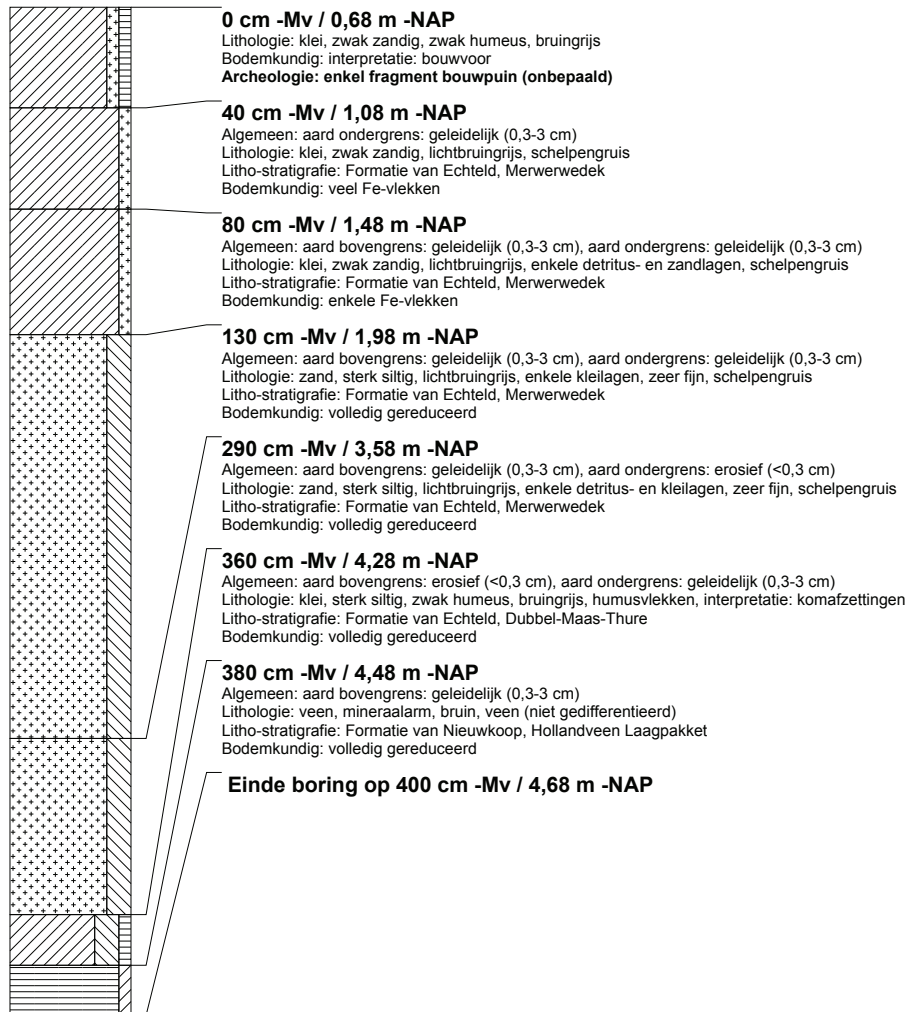 0 cm -Mv / 0,68 m -NAP
Lithologie: klei, zwak zandig, zwak humeus, bruingrijs
Bodemkundig: interpretatie: bouwvoor
Archeologie: enkel fragment bouwpuin (onbepaald)
40 cm -Mv / 1,08 m -NAP
Algemeen: aard ondergrens: geleidelijk (0,3-3 cm)
Lithologie: klei, zwak zandig, lichtbruingrijs, schelpengruis
Litho-stratigrafie: Formatie van Echteld, Merwerwedek
Bodemkundig: veel Fe-vlekken
80 cm -Mv / 1,48 m -NAP
Algemeen: aard bovengrens: geleidelijk (0,3-3 cm), aard ondergrens: geleidelijk (0,3-3 cm)
Lithologie: klei, zwak zandig, lichtbruingrijs, enkele detritus- en zandlagen, schelpengruis
Litho-stratigrafie: Formatie van Echteld, Merwerwedek
Bodemkundig: enkele Fe-vlekken
130 cm -Mv / 1,98 m -NAP
Algemeen: aard bovengrens: geleidelijk (0,3-3 cm), aard ondergrens: geleidelijk (0,3-3 cm)
Lithologie: zand, sterk siltig, lichtbruingrijs, enkele kleilagen, zeer fijn, schelpengruis
Litho-stratigrafie: Formatie van Echteld, Merwerwedek
Bodemkundig: volledig gereduceerd
290 cm -Mv / 3,58 m -NAP
Algemeen: aard bovengrens: geleidelijk (0,3-3 cm), aard ondergrens: erosief (<0,3 cm)
Lithologie: zand, sterk siltig, lichtbruingrijs, enkele detritus- en kleilagen, zeer fijn, schelpengruis
Litho-stratigrafie: Formatie van Echteld, Merwerwedek
Bodemkundig: volledig gereduceerd
360 cm -Mv / 4,28 m -NAP
Algemeen: aard bovengrens: erosief (<0,3 cm), aard ondergrens: geleidelijk (0,3-3 cm)
Lithologie: klei, sterk siltig, zwak humeus, bruingrijs, humusvlekken, interpretatie: komafzettingen
Litho-stratigrafie: Formatie van Echteld, Dubbel-Maas-Thure
Bodemkundig: volledig gereduceerd
380 cm -Mv / 4,48 m -NAP
Algemeen: aard bovengrens: geleidelijk (0,3-3 cm)
Lithologie: veen, mineraalarm, bruin, veen (niet gedifferentieerd)
Litho-stratigrafie: Formatie van Nieuwkoop, Hollandveen Laagpakket
Bodemkundig: volledig gereduceerd
Einde boring op 400 cm -Mv / 4,68 m -NAP